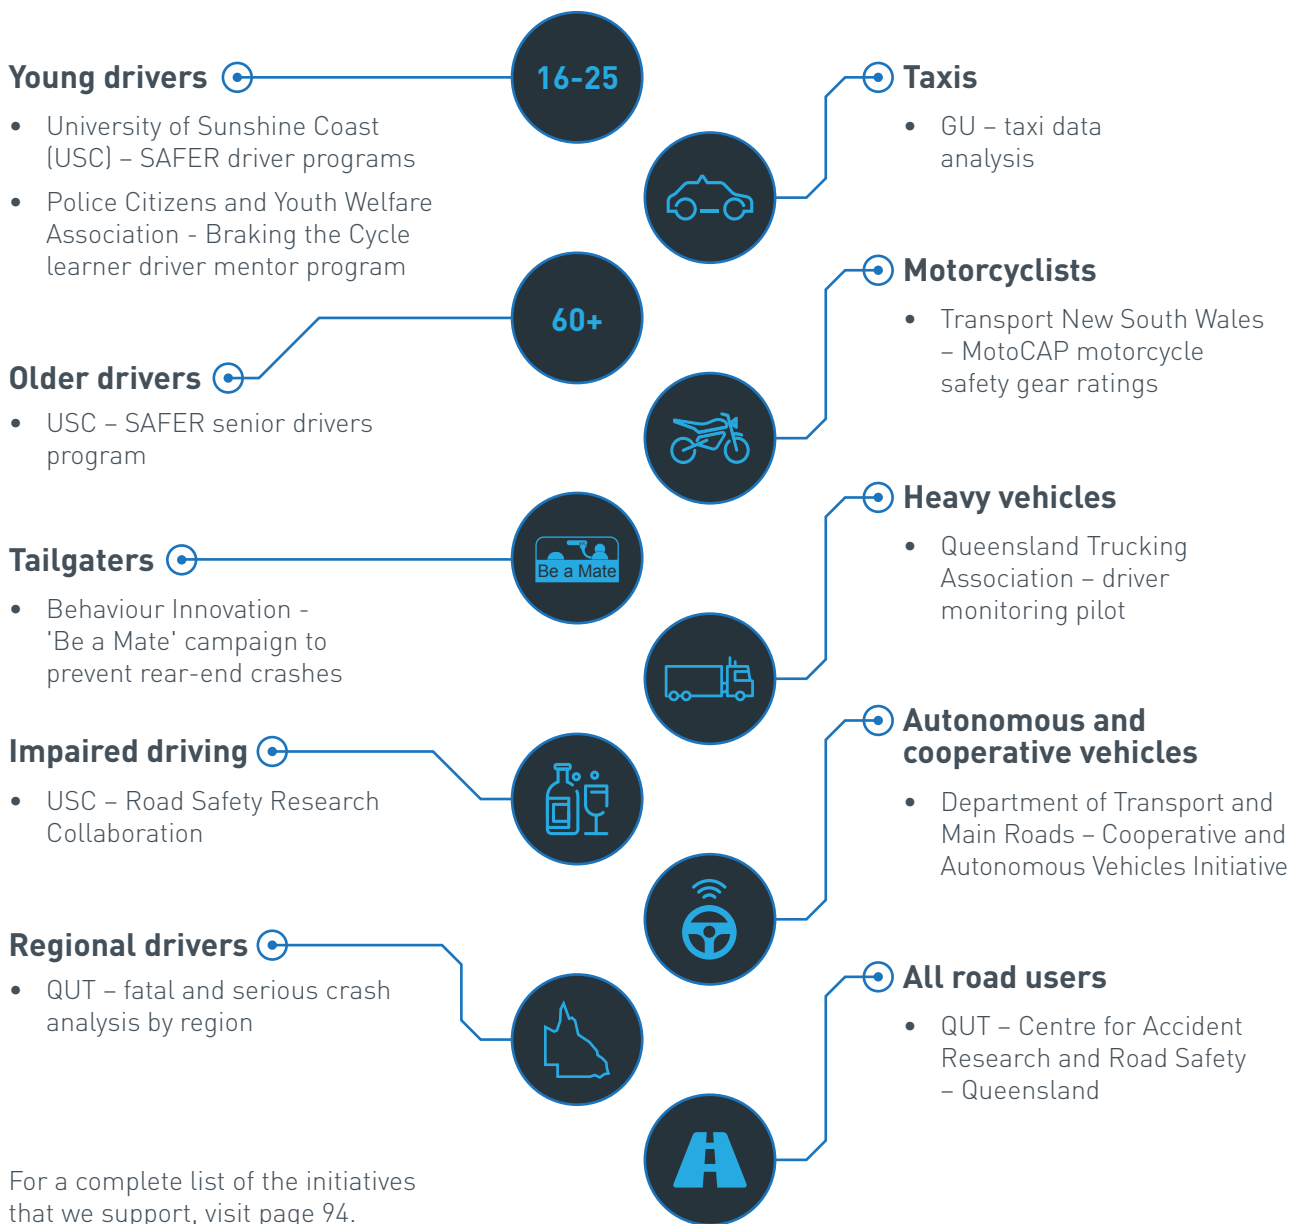 Young drivers
• University of Sunshine Coast
(USC) – SAFER driver programs
• Police Citizens and Youth Welfare
Association - Braking the Cycle
learner driver mentor program
16-25
Older drivers
• USC – SAFER senior drivers
program
60+
Tailgaters
• Behaviour Innovation -
'Be a Mate' campaign to
prevent rear-end crashes
Be a Mate
Impaired driving
• USC – Road Safety Research
Collaboration
Regional drivers
• QUT – fatal and serious crash
analysis by region
For a complete list of the initiatives
that we support, visit page 94.
Taxis
• GU – taxi data
analysis
Motorcyclists
• Transport New South Wales
– MotoCAP motorcycle
safety gear ratings
Heavy vehicles
• Queensland Trucking
Association – driver
monitoring pilot
Autonomous and
cooperative vehicles
• Department of Transport and
Main Roads – Cooperative and
Autonomous Vehicles Initiative
All road users
• QUT – Centre for Accident
Research and Road Safety
– Queensland